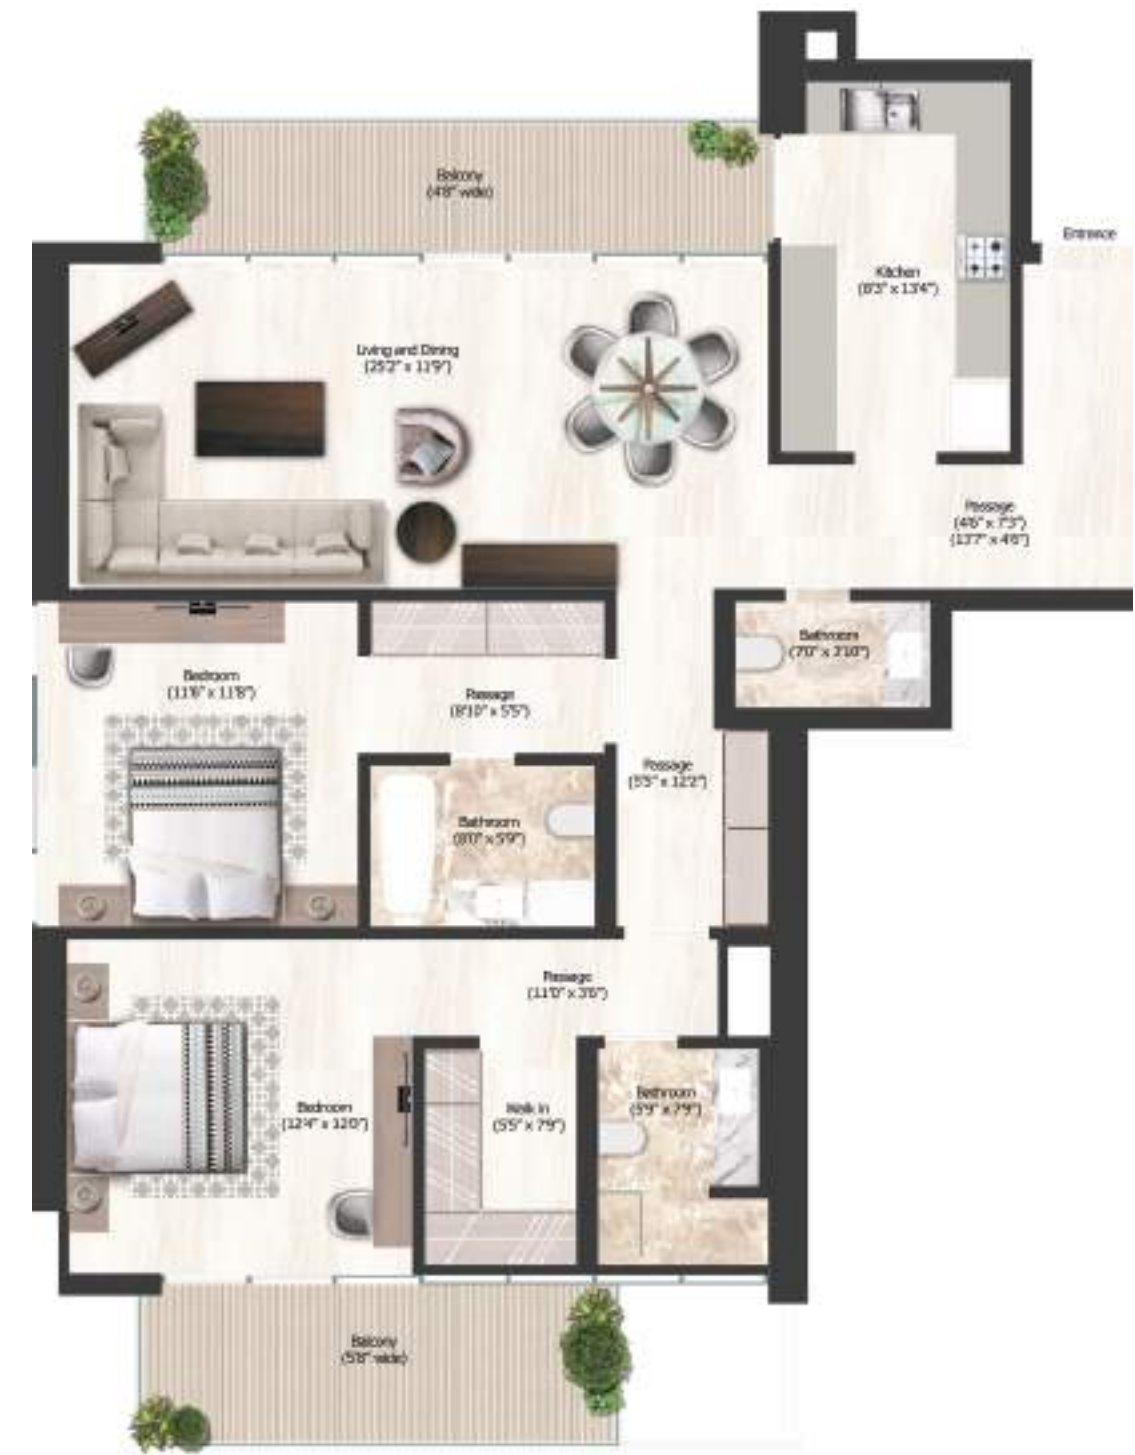 Balcony
(4'8" wide)
Entrance
Kitchen
(8'3" x 13'4")
Living and Dining
(25'2" x 11'9")
Passage
(4'6" x 7'3")
(13'7" x 4'6")
Bathroom
(7'0" x 2'10")
Bedroom
(11'6" x 11'8")
Passage
(8'10" x 5'5")
Passage
(5'5" x 12'2")
Bathroom
(8'0" x 5'9")
Passage
(11'0" x 3'6")
Bedroom
(12'4" x 12'0")
Walk in
(5'5" x 7'9")
Bathroom
(5'9" x 7'9")
Balcony
(5'8" wide)